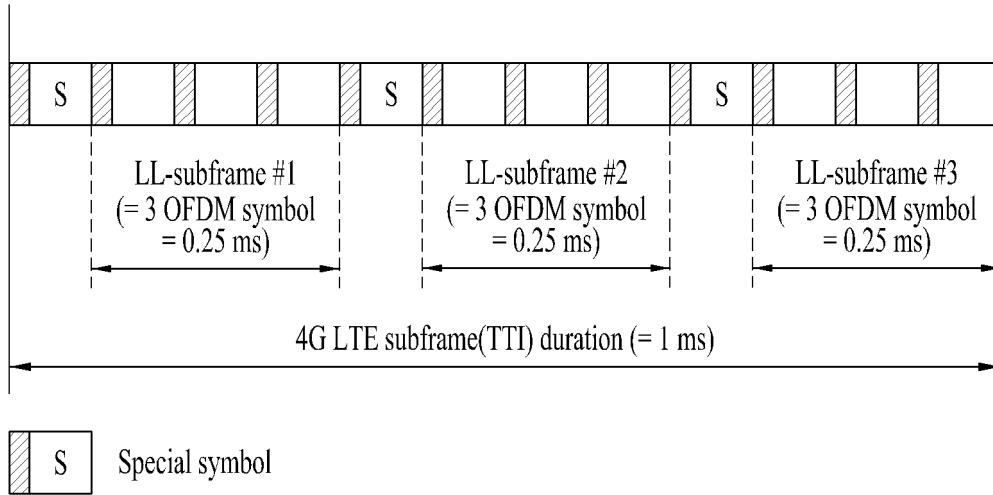 S S S
LL-subframe #1
(= 3 OFDM symbol
= 0.25 ms)
LL-subframe #2
(= 3 OFDM symbol
= 0.25 ms)
LL-subframe #3
(= 3 OFDM symbol
= 0.25 ms)
4G LTE subframe(TTI) duration (= 1 ms)
S Special symbol